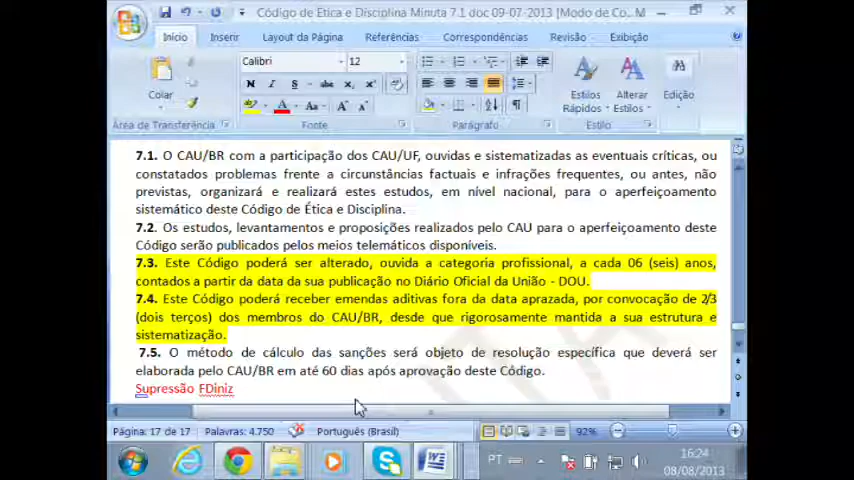 Código de Ética e Disciplina Minuta 7.1 doc 09-07-2013 [Modo de Co... M...
Início Inserir Layout da Página Referências Correspondências Revisão Exibição
Calibri 12
Colar
Estilos Rápidos
Alterar Estilos
Edição
Área de Transferência Fonte Parágrafo Estilo
7.1. O CAU/BR com a participação dos CAU/UF, ouvidas e sistematizadas as eventuais críticas, ou
constatados problemas frente a circunstâncias factuais e infrações frequentes, ou antes, não
previstas, organizará e realizará estes estudos, em nível nacional, para o aperfeiçoamento
sistemático deste Código de Ética e Disciplina.
7.2. Os estudos, levantamentos e proposições realizados pelo CAU para o aperfeiçoamento deste
Código serão publicados pelos meios telemáticos disponíveis.
7.3. Este Código poderá ser alterado, ouvida a categoria profissional, a cada 06 (seis) anos,
contados a partir da data da sua publicação no Diário Oficial da União - DOU.
7.4. Este Código poderá receber emendas aditivas fora da data aprazada, por convocação de 2/3
(dois terços) dos membros do CAU/BR, desde que rigorosamente mantida a sua estrutura e
sistematização.
7.5. O método de cálculo das sanções será objeto de resolução específica que deverá ser
elaborada pelo CAU/BR em até 60 dias após aprovação deste Código.
Supressão FDiniz
Página: 17 de 17 Palavras: 4.750 Português (Brasil) 92%
PT 16:24
08/08/2013